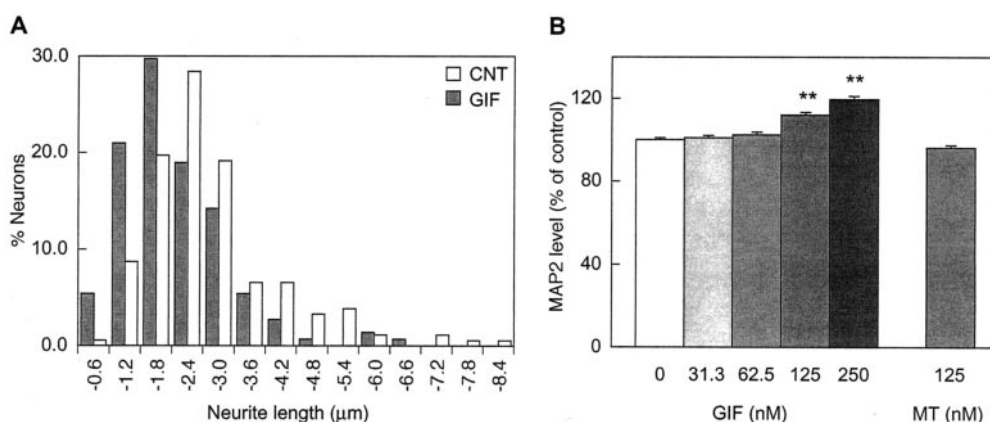 A
30.0
20.0
10.0
0.0
% Neurons
CNT
GIF
-0.6
-1.2
-1.8
-2.4
-3.0
-3.6
-4.2
-4.8
-5.4
-6.0
-6.6
-7.2
-7.8
-8.4
Neurite length (μm)
B
120
80
40
0
MAP2 level (% of control)
** **
0 31.3 62.5 125 250 125
GIF (nM) MT (nM)